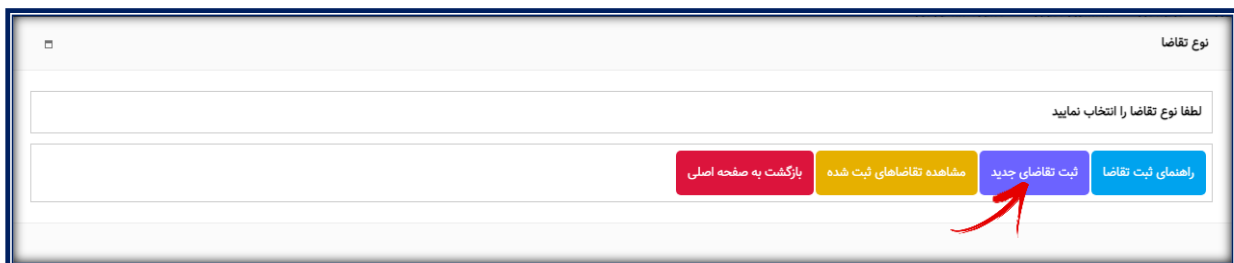 نوع تقاضا
لطفا نوع تقاضا را انتخاب نمایید
راهنمای ثبت تقاضا ثبت تقاضای جدید مشاهده تقاضاهای ثبت شده بازگشت به صفحه اصلی